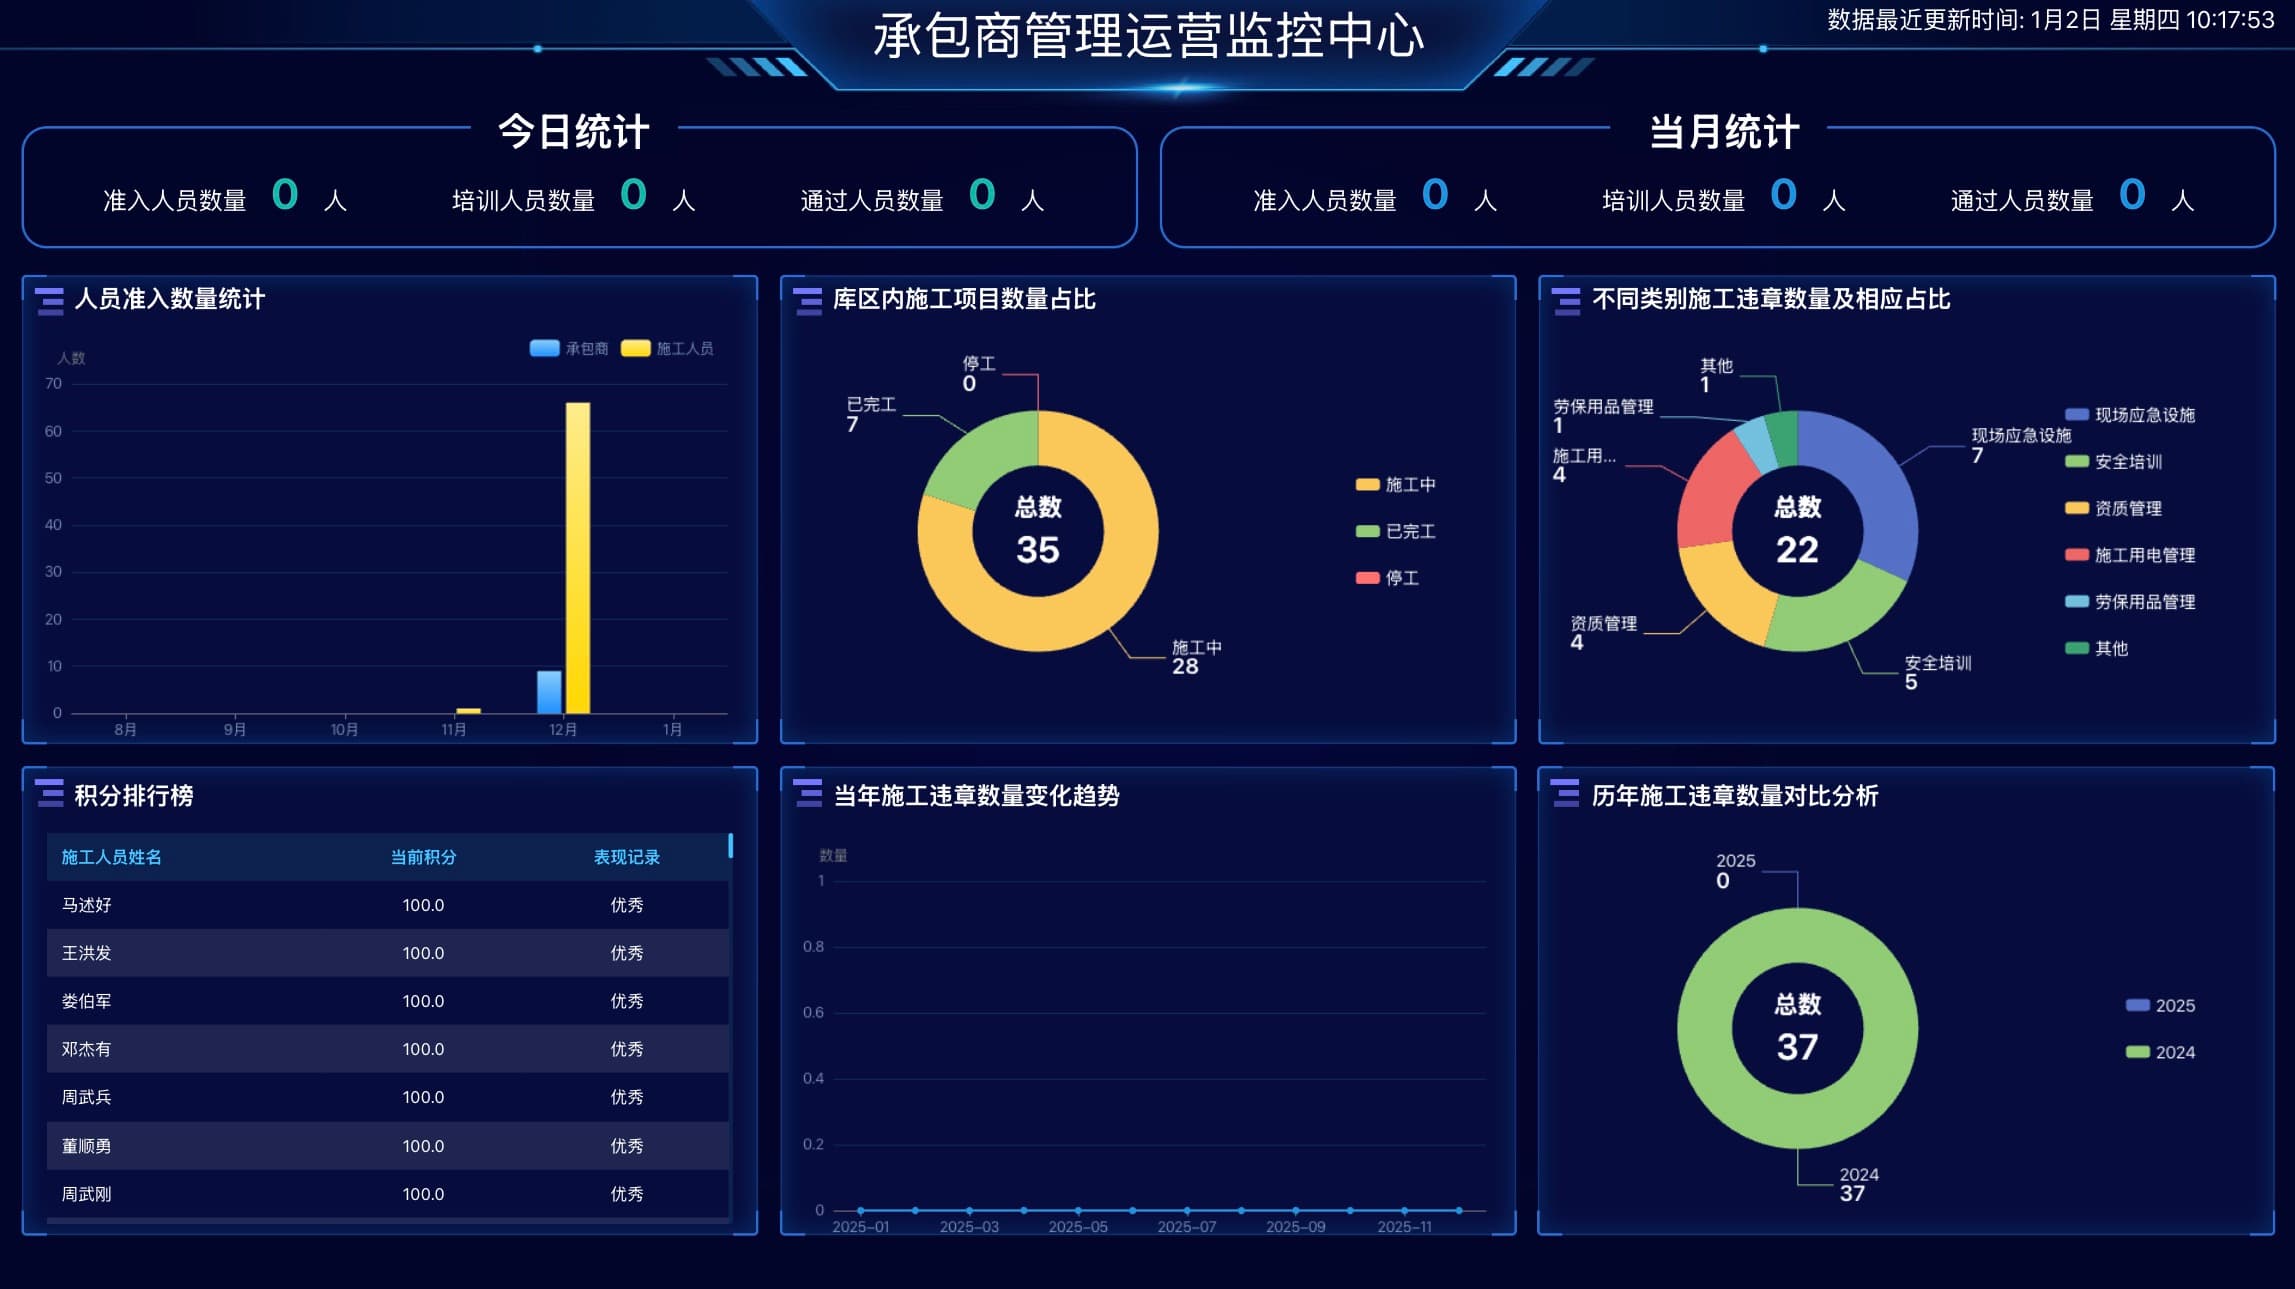 承包商管理运营监控中心
数据最近更新时间: 1月2日 星期四 10:17:53
今日统计
准入人员数量 0 人 培训人员数量 0 人 通过人员数量 0 人
当月统计
准入人员数量 0 人 培训人员数量 0 人 通过人员数量 0 人
人员准入数量统计
承包商 施工人员
人数
70
60
50
40
30
20
10
0
8月 9月 10月 11月 12月 1月
库区内施工项目数量占比
停工
0
已完工
7
总数
35
施工中
28
施工中
已完工
停工
不同类别施工违章数量及相应占比
其他
1
劳保用品管理
1
施工用...
4
资质管理
4
总数
22
现场应急设施
7
安全培训
5
现场应急设施
安全培训
资质管理
施工用电管理
劳保用品管理
其他
积分排行榜
施工人员姓名 当前积分 表现记录
马述好 100.0 优秀
王洪发 100.0 优秀
娄伯军 100.0 优秀
邓杰有 100.0 优秀
周武兵 100.0 优秀
董顺勇 100.0 优秀
周武刚 100.0 优秀
当年施工违章数量变化趋势
数量
1
0.8
0.6
0.4
0.2
0
2025-01 2025-03 2025-05 2025-07 2025-09 2025-11
历年施工违章数量对比分析
2025
0
总数
37
2024
37
2025
2024